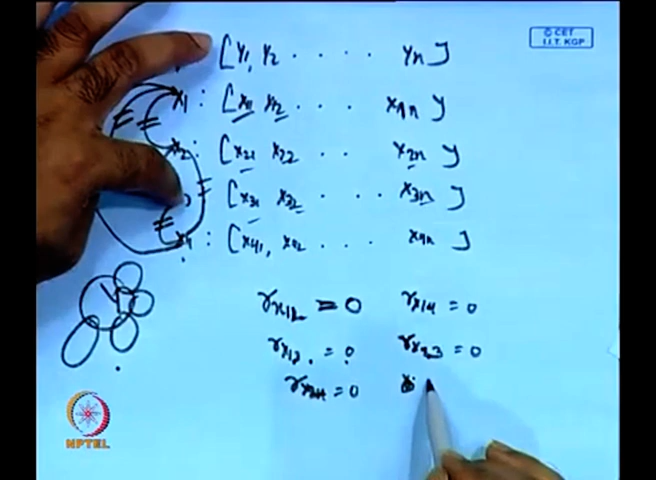 [y1, y2 . . . . yn]
x1 : [x11 x12 . . . x1n]
x2 : [x21 x22 . . . x2n]
[x31 x32 . . . x3n]
x4 : [x41, x42 . . . x4n]
rx12 = 0 rx14 = 0
rx13 = 0 rx23 = 0
rx24 = 0
Y
© CET
I.I.T. KGP
NPTEL